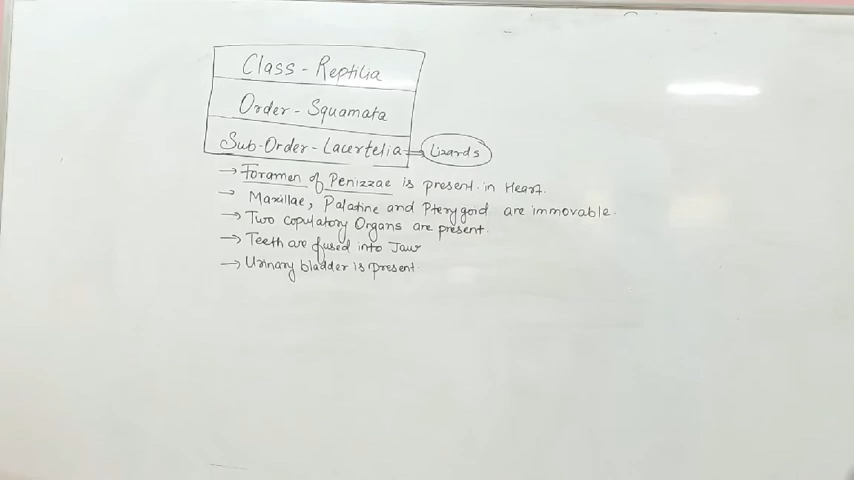 Class - Reptilia
Order - Squamata
Sub-Order - Lacertelia ⇒ Lizards
→ Foramen of Penizzae is present in Heart.
→ Maxillae, Palatine and Pterygoid are immovable.
→ Two copulatory Organs are present.
→ Teeth are fused into Jaw
→ Urinary bladder is Present.